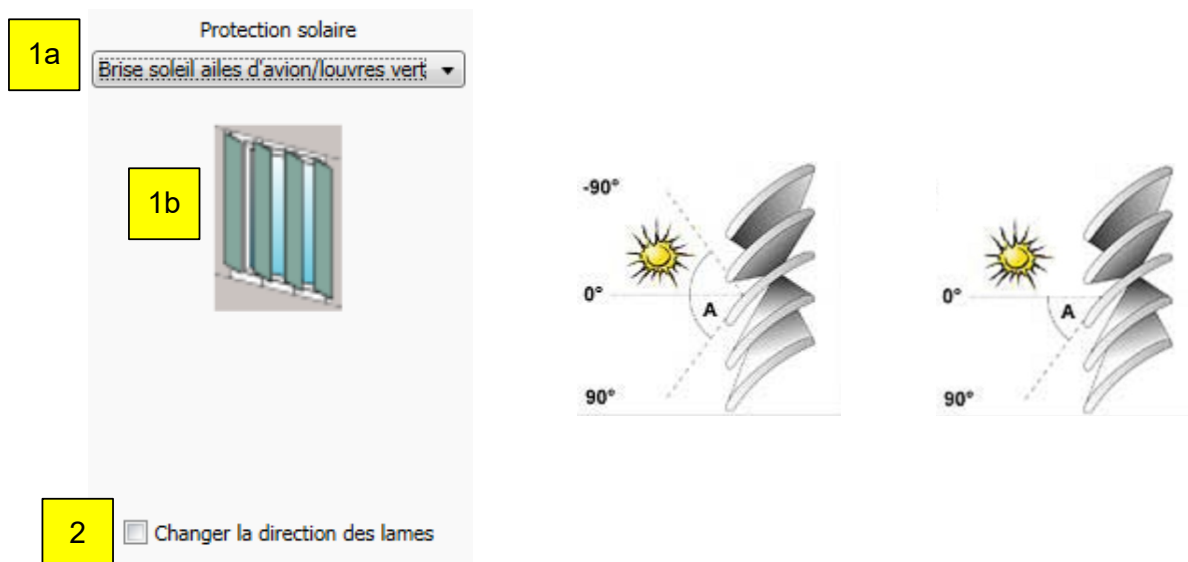 1a
Protection solaire
Brise soleil ailes d'avion/louvres vert
1b
2
Changer la direction des lames
-90°
0°
A
90°
0°
A
90°